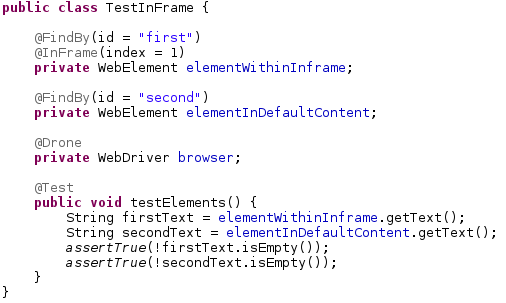 public class TestInFrame {
@FindBy(id = "first")
@InFrame(index = 1)
private WebElement elementWithinInframe;
@FindBy(id = "second")
private WebElement elementInDefaultContent;
@Drone
private WebDriver browser;
@Test
public void testElements() {
String firstText = elementWithinInframe.getText();
String secondText = elementInDefaultContent.getText();
assertTrue(!firstText.isEmpty());
assertTrue(!secondText.isEmpty());
}
}